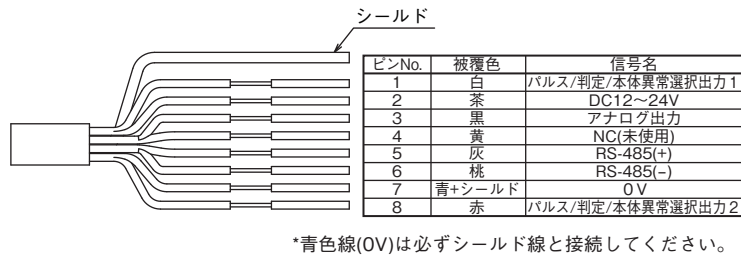 シールド
ピンNo. 被覆色 信号名
1 白 パルス/判定/本体異常選択出力1
2 茶 DC12～24V
3 黒 アナログ出力
4 黄 NC(未使用)
5 灰 RS-485(+)
6 桃 RS-485(−)
7 青+シールド 0V
8 赤 パルス/判定/本体異常選択出力2
*青色線(0V)は必ずシールド線と接続してください。